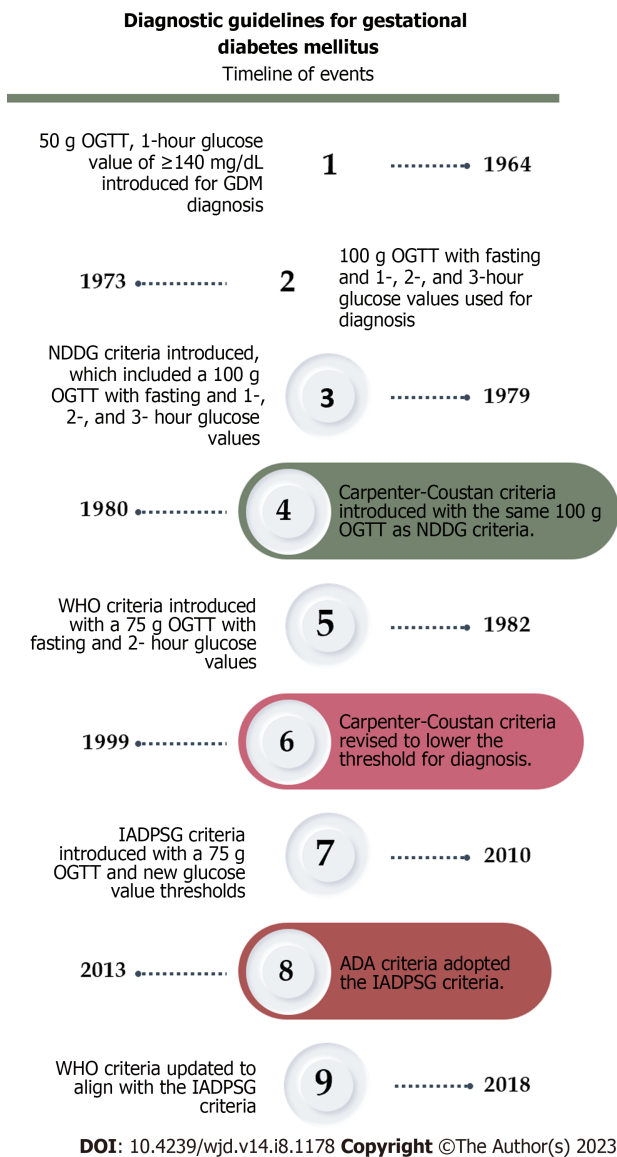 Diagnostic guidelines for gestational
diabetes mellitus
Timeline of events
50 g OGTT, 1-hour glucose
value of ≥140 mg/dL
introduced for GDM
diagnosis
1
1964
1973
2
100 g OGTT with fasting
and 1-, 2-, and 3-hour
glucose values used for
diagnosis
NDDG criteria introduced,
which included a 100 g
OGTT with fasting and 1-,
2-, and 3- hour glucose
values
3
1979
1980
4
Carpenter-Coustan criteria
introduced with the same 100 g
OGTT as NDDG criteria.
WHO criteria introduced
with a 75 g OGTT with
fasting and 2- hour glucose
values
5
1982
1999
6
Carpenter-Coustan criteria
revised to lower the
threshold for diagnosis.
IADPSG criteria
introduced with a 75 g
OGTT and new glucose
value thresholds
7
2010
2013
8
ADA criteria adopted
the IADPSG criteria.
WHO criteria updated to
align with the IADPSG
criteria
9
2018
DOI: 10.4239/wjd.v14.i8.1178 Copyright ©The Author(s) 2023